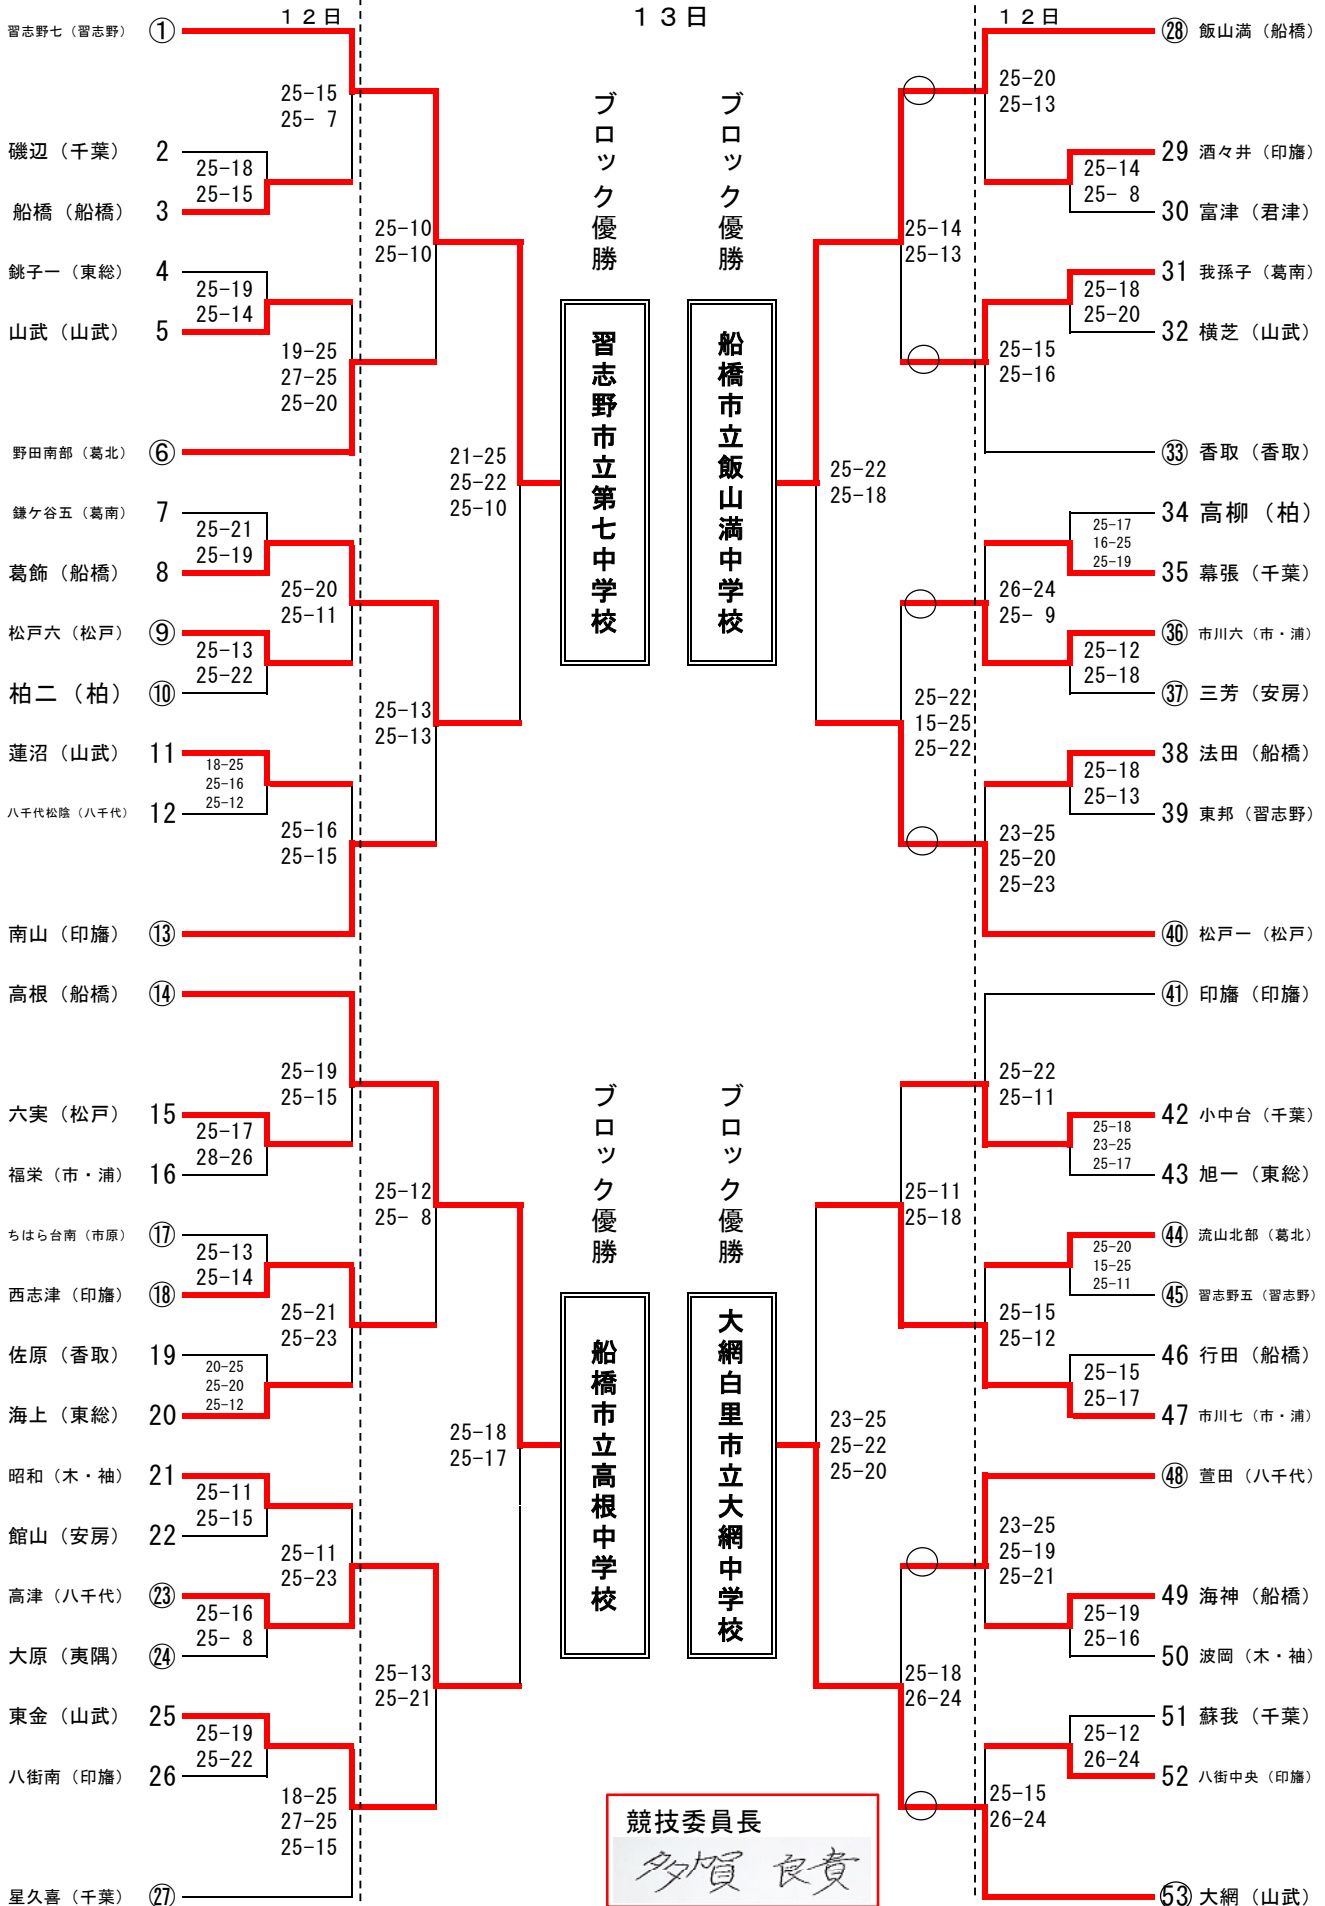 12日
13日
12日
習志野七（習志野） ①
25-15
25- 7
磯辺（千葉） 2
25-18
25-15
船橋（船橋） 3
25-10
25-10
銚子一（東総） 4
25-19
25-14
山武（山武） 5
19-25
27-25
25-20
野田南部（葛北） ⑥
21-25
25-22
25-10
鎌ケ谷五（葛南） 7
25-21
25-19
葛飾（船橋） 8
25-20
25-11
松戸六（松戸） ⑨
25-13
25-22
柏二（柏） ⑩
25-13
25-13
蓮沼（山武） 11
18-25
25-16
25-12
八千代松陰（八千代） 12
25-16
25-15
南山（印旛） ⑬
ブロック優勝
習志野市立第七中学校
高根（船橋） ⑭
25-19
25-15
六実（松戸） 15
25-17
28-26
福栄（市・浦） 16
25-12
25- 8
ちはら台南（市原） ⑰
25-13
25-14
西志津（印旛） ⑱
25-21
25-23
佐原（香取） 19
20-25
25-20
25-12
海上（東総） 20
25-18
25-17
昭和（木・袖） 21
25-11
25-15
館山（安房） 22
25-11
25-23
高津（八千代） ㉓
25-16
25- 8
大原（夷隅） ㉔
25-13
25-21
東金（山武） 25
25-19
25-22
八街南（印旛） 26
18-25
27-25
25-15
星久喜（千葉） ㉗
ブロック優勝
船橋市立高根中学校
㉘ 飯山満（船橋）
25-20
25-13
29 酒々井（印旛）
25-14
25- 8
30 富津（君津）
25-14
25-13
31 我孫子（葛南）
25-18
25-20
32 横芝（山武）
25-15
25-16
㉝ 香取（香取）
25-22
25-18
34 高柳（柏）
25-17
16-25
25-19
35 幕張（千葉）
26-24
25- 9
㊱ 市川六（市・浦）
25-12
25-18
㊲ 三芳（安房）
25-22
15-25
25-22
38 法田（船橋）
25-18
25-13
39 東邦（習志野）
23-25
25-20
25-23
㊵ 松戸一（松戸）
ブロック優勝
船橋市立飯山満中学校
㊶ 印旛（印旛）
25-22
25-11
42 小中台（千葉）
25-18
23-25
25-17
43 旭一（東総）
25-11
25-18
㊹ 流山北部（葛北）
25-20
15-25
25-11
㊺ 習志野五（習志野）
25-15
25-12
46 行田（船橋）
25-15
25-17
47 市川七（市・浦）
23-25
25-22
25-20
㊽ 萱田（八千代）
23-25
25-19
25-21
49 海神（船橋）
25-19
25-16
50 波岡（木・袖）
25-18
26-24
51 蘇我（千葉）
25-12
26-24
52 八街中央（印旛）
25-15
26-24
53 大網（山武）
ブロック優勝
大網白里市立大網中学校
競技委員長
多賀 良貴